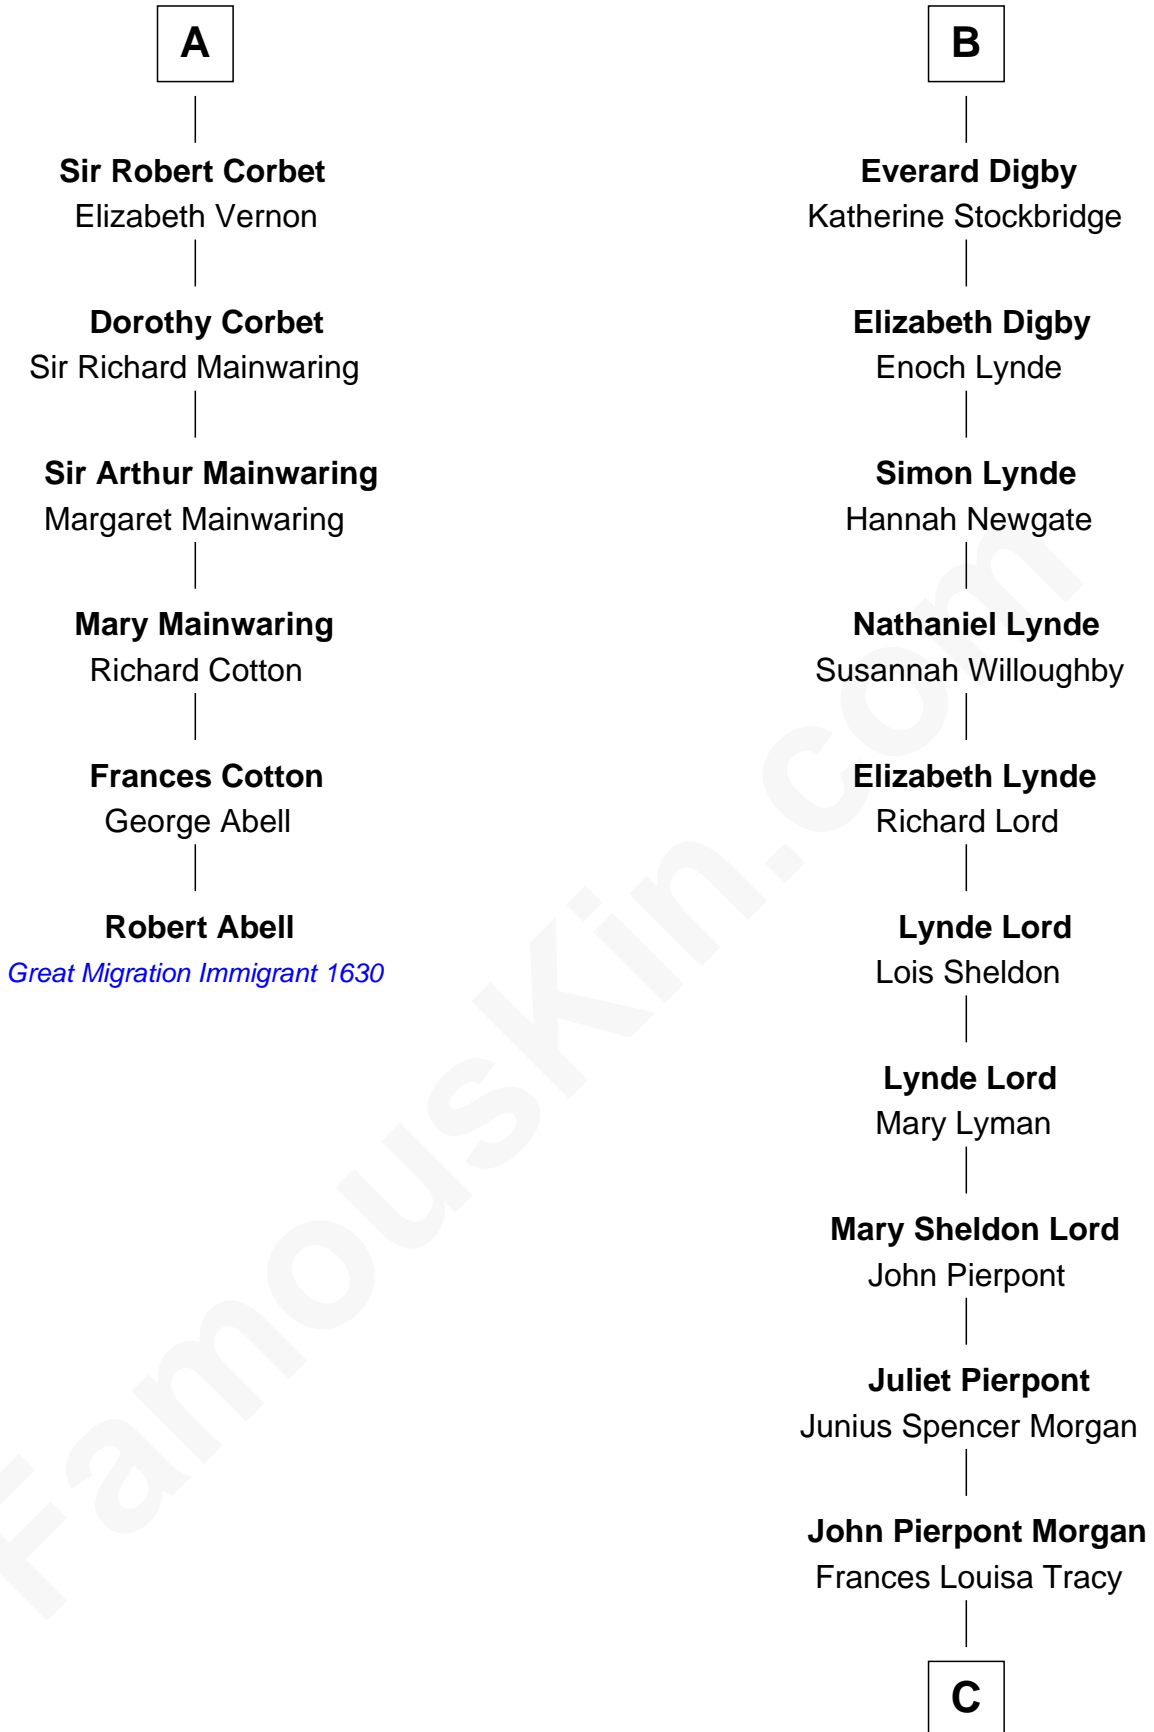 A
Sir Robert Corbet
Elizabeth Vernon
Dorothy Corbet
Sir Richard Mainwaring
Sir Arthur Mainwaring
Margaret Mainwaring
Mary Mainwaring
Richard Cotton
Frances Cotton
George Abell
Robert Abell
Great Migration Immigrant 1630
B
Everard Digby
Katherine Stockbridge
Elizabeth Digby
Enoch Lynde
Simon Lynde
Hannah Newgate
Nathaniel Lynde
Susannah Willoughby
Elizabeth Lynde
Richard Lord
Lynde Lord
Lois Sheldon
Lynde Lord
Mary Lyman
Mary Sheldon Lord
John Pierpont
Juliet Pierpont
Junius Spencer Morgan
John Pierpont Morgan
Frances Louisa Tracy
C
FamousKin.com